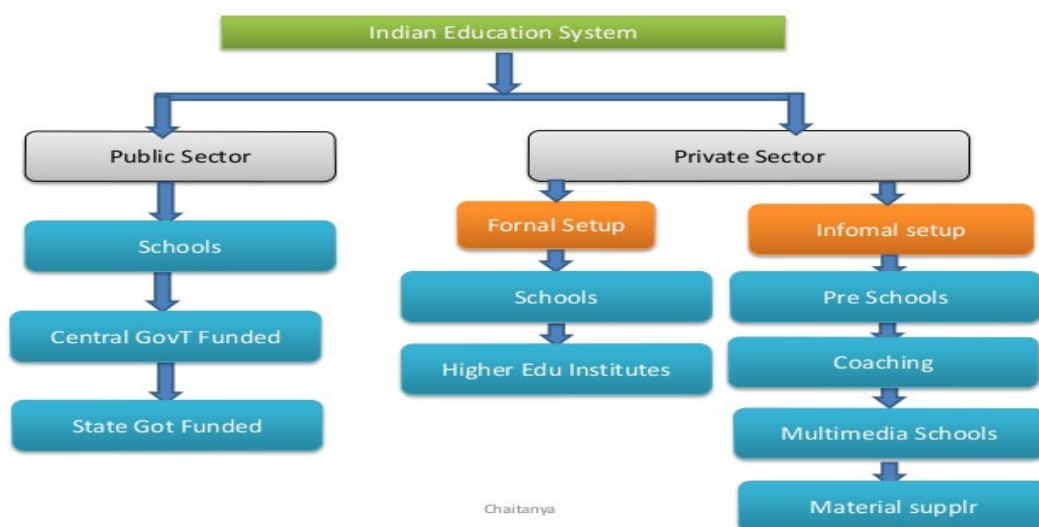 Indian Education System
Public Sector
Private Sector
Schools
Central GovT Funded
State Got Funded
Fornal Setup
Schools
Higher Edu Institutes
Infomal setup
Pre Schools
Coaching
Multimedia Schools
Material supplr
Chaitanya